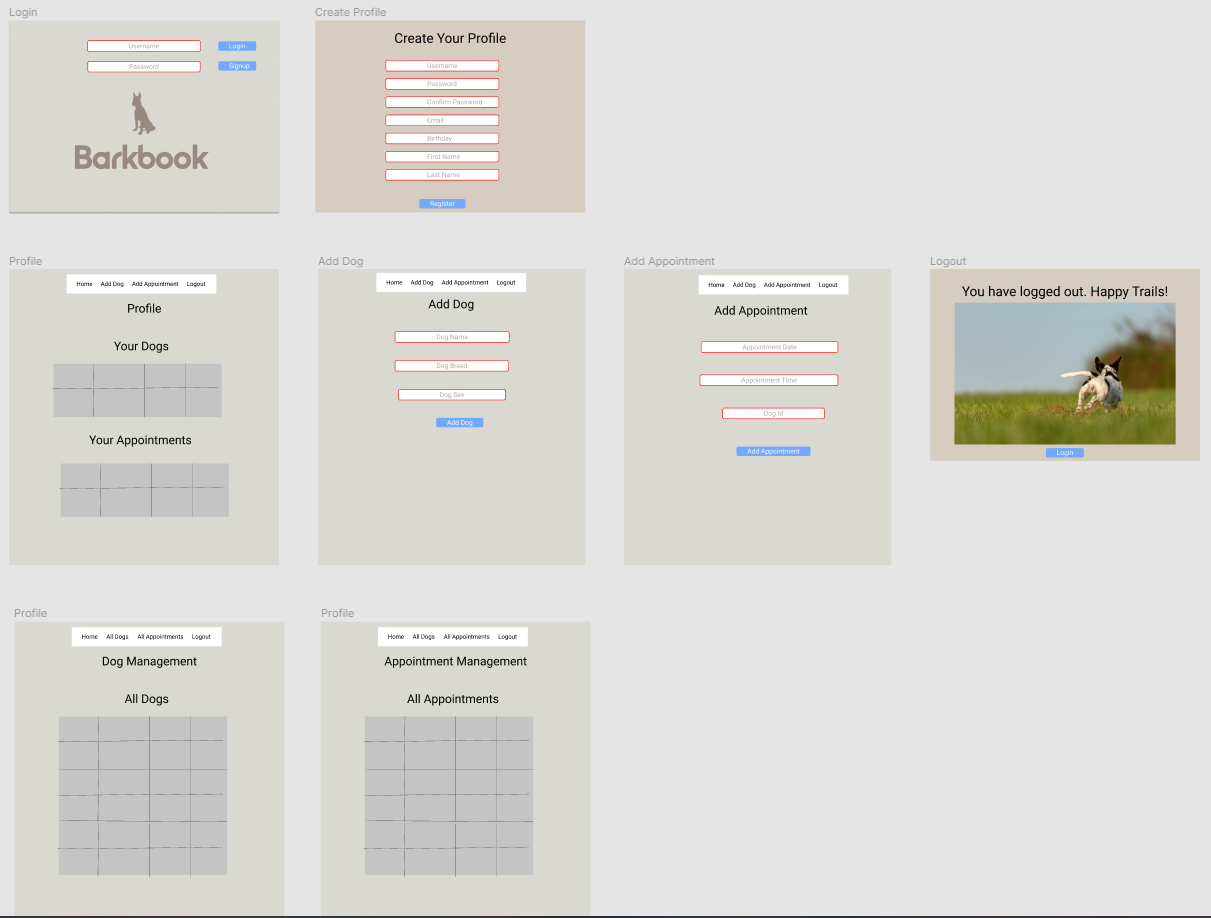 Login
Username
Login
Password
Signup
Barkbook
Create Profile
Create Your Profile
Username
Password
Confirm Password
Email
Birthday
First Name
Last Name
Register
Profile
Home Add Dog Add Appointment Logout
Profile
Your Dogs
Your Appointments
Add Dog
Home Add Dog Add Appointment Logout
Add Dog
Dog Name
Dog Breed
Dog Sex
Add Dog
Add Appointment
Home Add Dog Add Appointment Logout
Add Appointment
Appointment Date
Appointment Time
Dog Id
Add Appointment
Logout
You have logged out. Happy Trails!
Login
Profile
Home All Dogs All Appointments Logout
Dog Management
All Dogs
Profile
Home All Dogs All Appointments Logout
Appointment Management
All Appointments